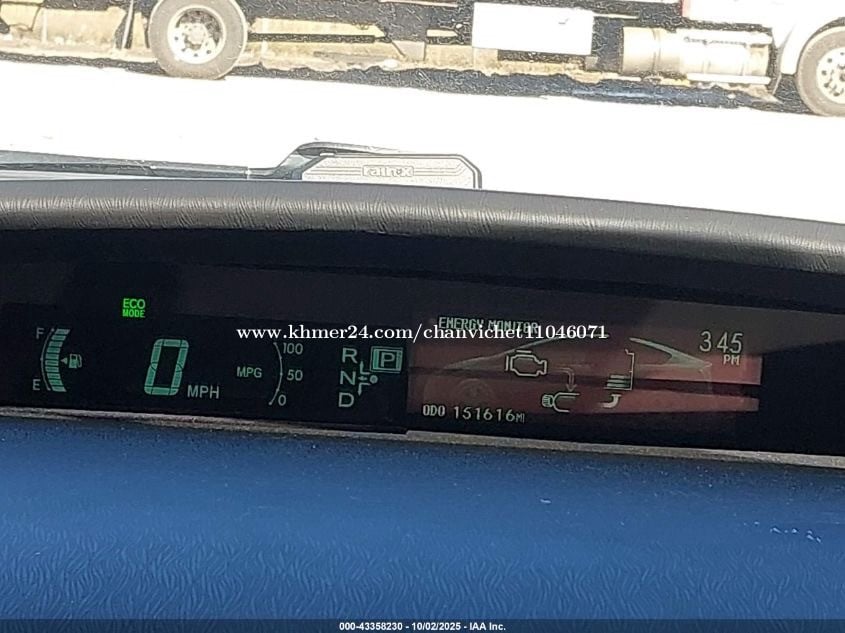 rain-x
ECO
MODE
www.khmer24.com/chanvichet11046071
ENERGY MONITOR
F
E
0 MPH
MPG
100
50
0
R
N
D
P
3:45
PM
ODO 151616MI
000-43358230 - 10/02/2025 - IAA Inc.